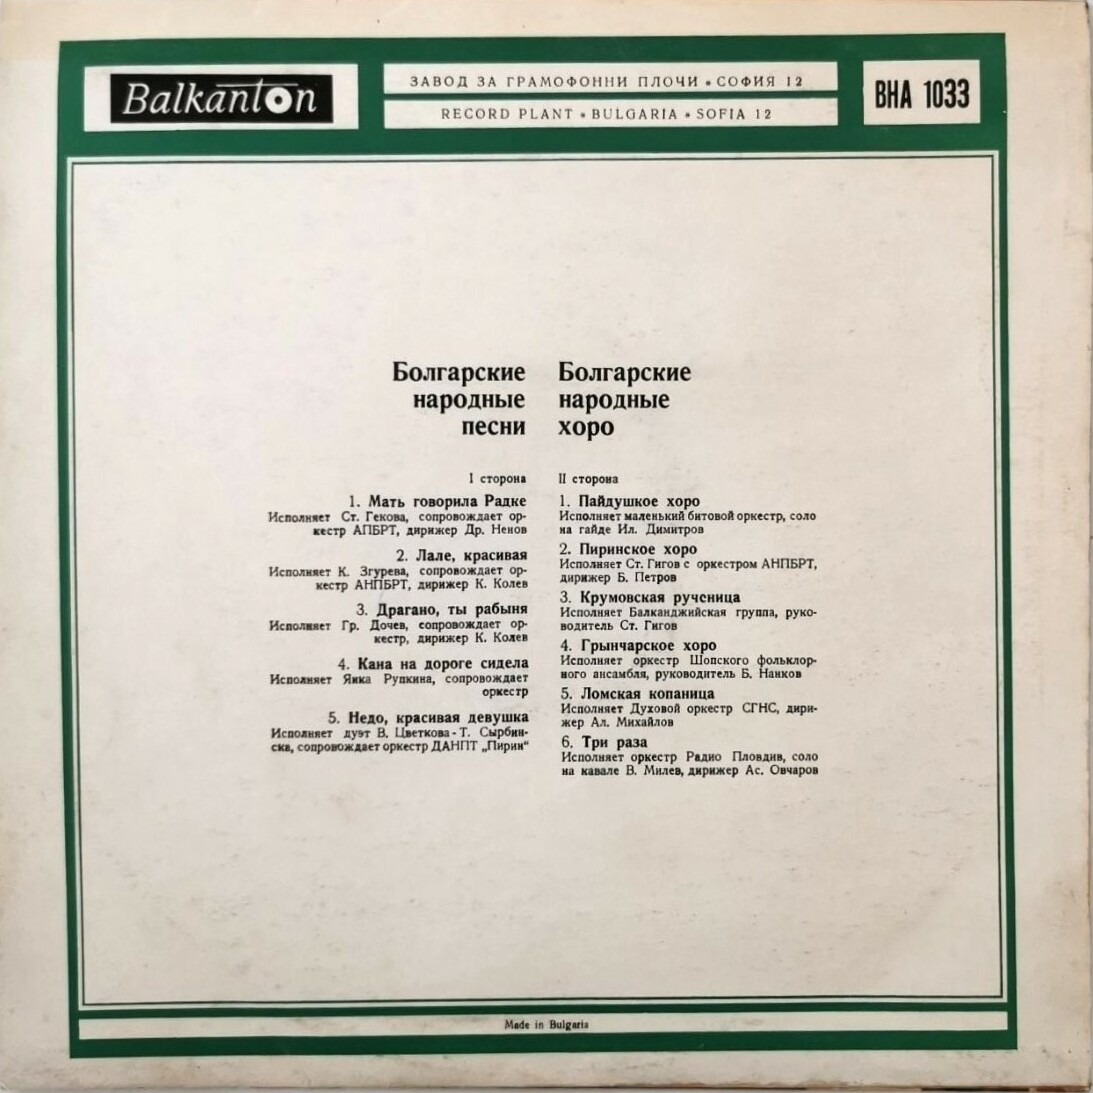 Balkanton
ЗАВОД ЗА ГРАМОФОННИ ПЛОЧИ • СОФИЯ 12
RECORD PLANT • BULGARIA • SOFIA 12
ВНА 1033
Болгарские
народные
песни
I сторона
1. Мать говорила Радке
Исполняет Ст. Гекова, сопровождает ор-
кестр АПБРТ, дирижер Др. Ненов
2. Лале, красивая
Исполняет К. Згурева, сопровождает ор-
кестр АНПБРТ, дирижер К. Колев
3. Драгано, ты рабыня
Исполняет Гр. Дочев, сопровождает ор-
кестр, дирижер К. Колев
4. Кана на дороге сидела
Исполняет Янка Рупкина, сопровождает
оркестр
5. Недо, красивая девушка
Исполняет дуэт В. Цветкова - Т. Сырбин-
ска, сопровождает оркестр ДАНПТ „Пирин“
Болгарские
народные
хоро
II сторона
1. Пайдушкое хоро
Исполняет маленький битовой оркестр, соло
на гайде Ил. Димитров
2. Пиринское хоро
Исполняет Ст. Гигов с оркестром АНПБРТ,
дирижер Б. Петров
3. Крумовская рученица
Исполняет Балканджийская группа, руко-
водитель Ст. Гигов
4. Грынчарское хоро
Исполняет оркестр Шопского фольклор-
ного ансамбля, руководитель Б. Нанков
5. Ломская копаница
Исполняет Духовой оркестр СГНС, дири-
жер Ал. Михайлов
6. Три раза
Исполняет оркестр Радио Пловдив, соло
на кавале В. Милев, дирижер Ас. Овчаров
Made in Bulgaria